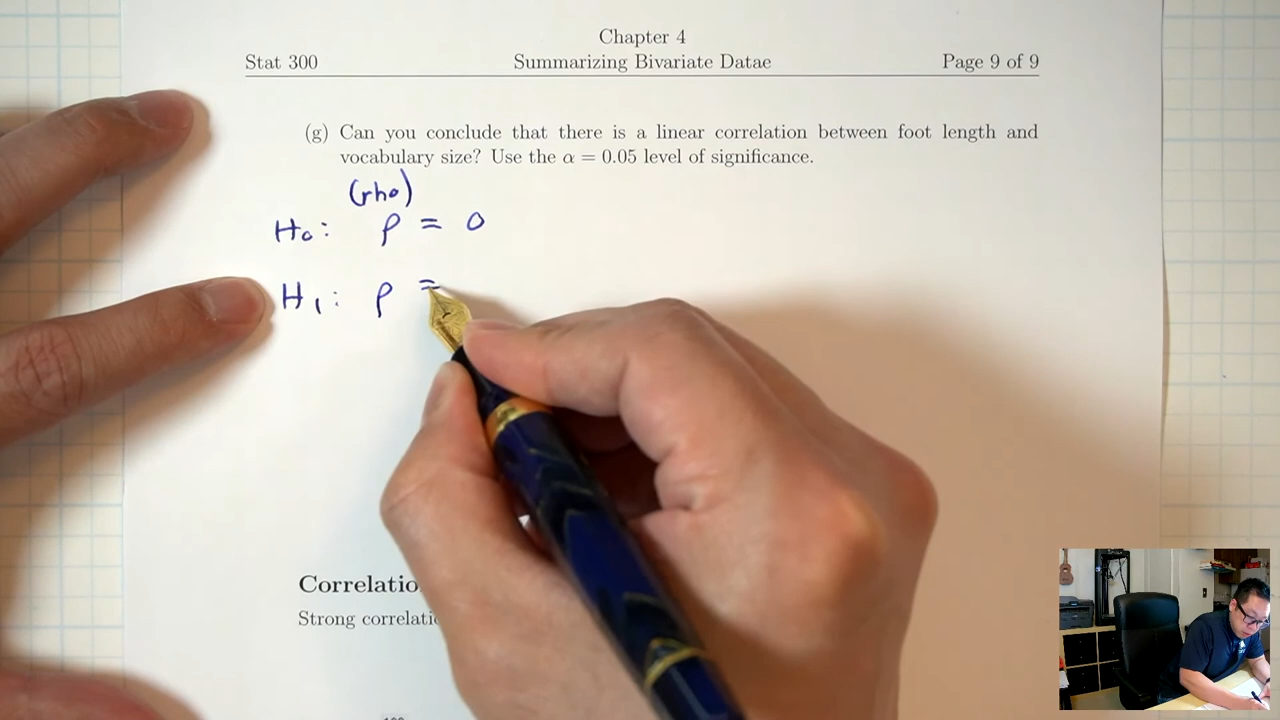 Chapter 4
Stat 300 Summarizing Bivariate Datae Page 9 of 9
(g) Can you conclude that there is a linear correlation between foot length and
vocabulary size? Use the α = 0.05 level of significance.
(rho)
H₀: ρ = 0
H₁: ρ =
Correlatio
Strong correlati